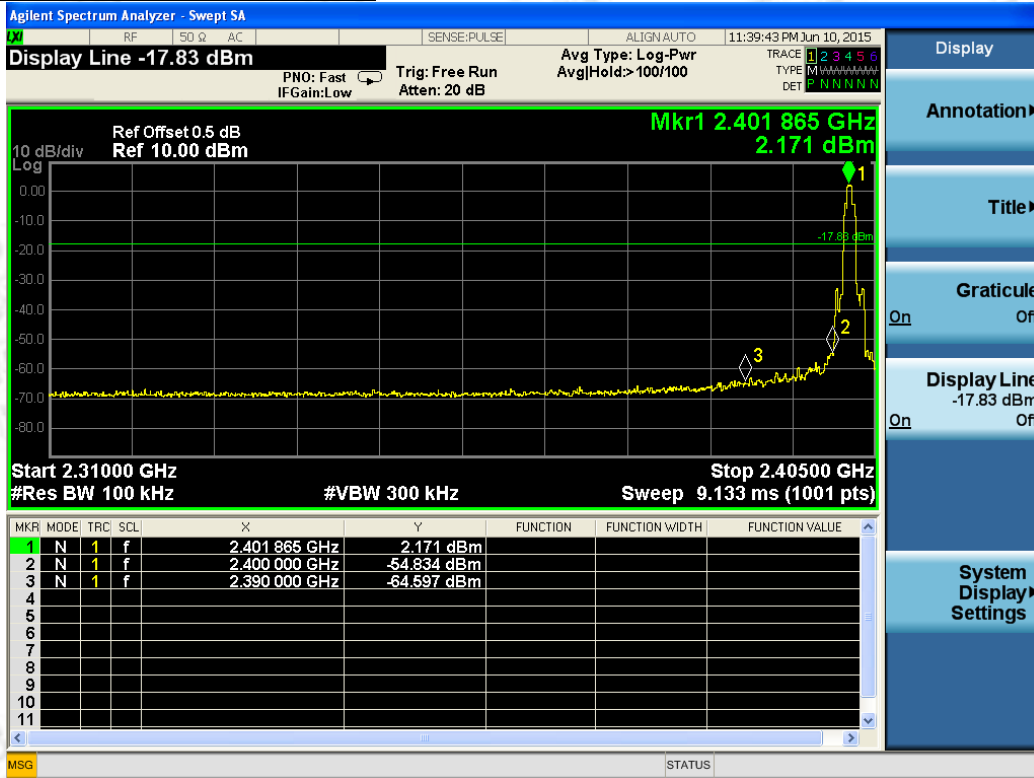 Agilent Spectrum Analyzer - Swept SA
LXI RF 50 Ω AC SENSE:PULSE ALIGN AUTO 11:39:43 PM Jun 10, 2015
Display Line -17.83 dBm
PNO: Fast
IFGain:Low
Trig: Free Run
Atten: 20 dB
Avg Type: Log-Pwr
Avg|Hold:>100/100
TRACE 1 2 3 4 5 6
TYPE M WWWWW
DET P N N N N N
Ref Offset 0.5 dB
10 dB/div Ref 10.00 dBm
Log
Mkr1 2.401 865 GHz
2.171 dBm
1
0.00
-10.0
-17.83 dBm
-20.0
-30.0
-40.0
2
-50.0
3
-60.0
-70.0
-80.0
Start 2.31000 GHz Stop 2.40500 GHz
#Res BW 100 kHz #VBW 300 kHz Sweep 9.133 ms (1001 pts)
MKR MODE TRC SCL X Y FUNCTION FUNCTION WIDTH FUNCTION VALUE
1 N 1 f 2.401 865 GHz 2.171 dBm
2 N 1 f 2.400 000 GHz -54.834 dBm
3 N 1 f 2.390 000 GHz -64.597 dBm
4
5
6
7
8
9
10
11
MSG STATUS
Display
Annotation
Title
Graticule
On Off
Display Line
-17.83 dBm
On Off
System
Display
Settings